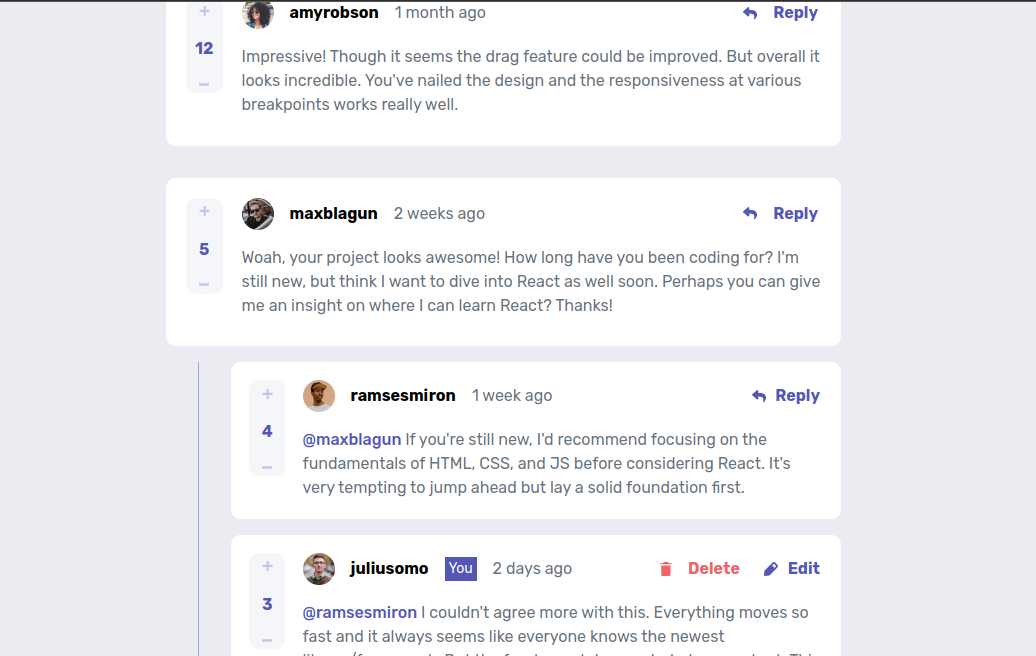 amyrobson 1 month ago Reply
+
12
–
Impressive! Though it seems the drag feature could be improved. But overall it
looks incredible. You've nailed the design and the responsiveness at various
breakpoints works really well.
maxblagun 2 weeks ago Reply
+
5
–
Woah, your project looks awesome! How long have you been coding for? I'm
still new, but think I want to dive into React as well soon. Perhaps you can give
me an insight on where I can learn React? Thanks!
ramsesmiron 1 week ago Reply
+
4
–
@maxblagun If you're still new, I'd recommend focusing on the
fundamentals of HTML, CSS, and JS before considering React. It's
very tempting to jump ahead but lay a solid foundation first.
juliusomo You 2 days ago Delete Edit
+
3
–
@ramsesmiron I couldn't agree more with this. Everything moves so
fast and it always seems like everyone knows the newest